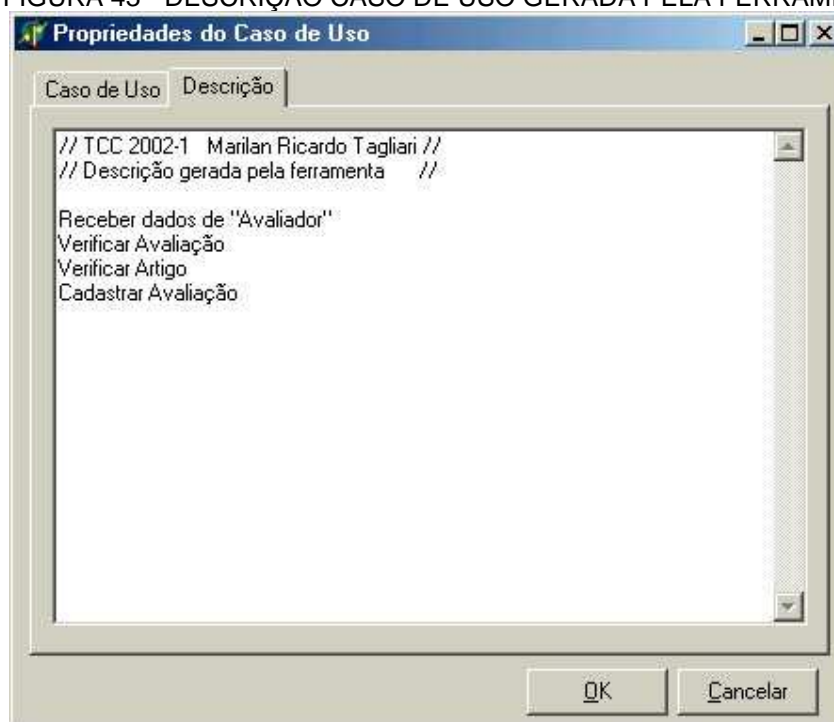 FIGURA 43 - DESCRIÇÃO CASO DE USO GERADA PELA FERRAM
Propriedades do Caso de Uso
Caso de Uso Descrição
// TCC 2002-1 Marilan Ricardo Tagliari //
// Descrição gerada pela ferramenta //
Receber dados de "Avaliador"
Verificar Avaliação
Verificar Artigo
Cadastrar Avaliação
OK Cancelar